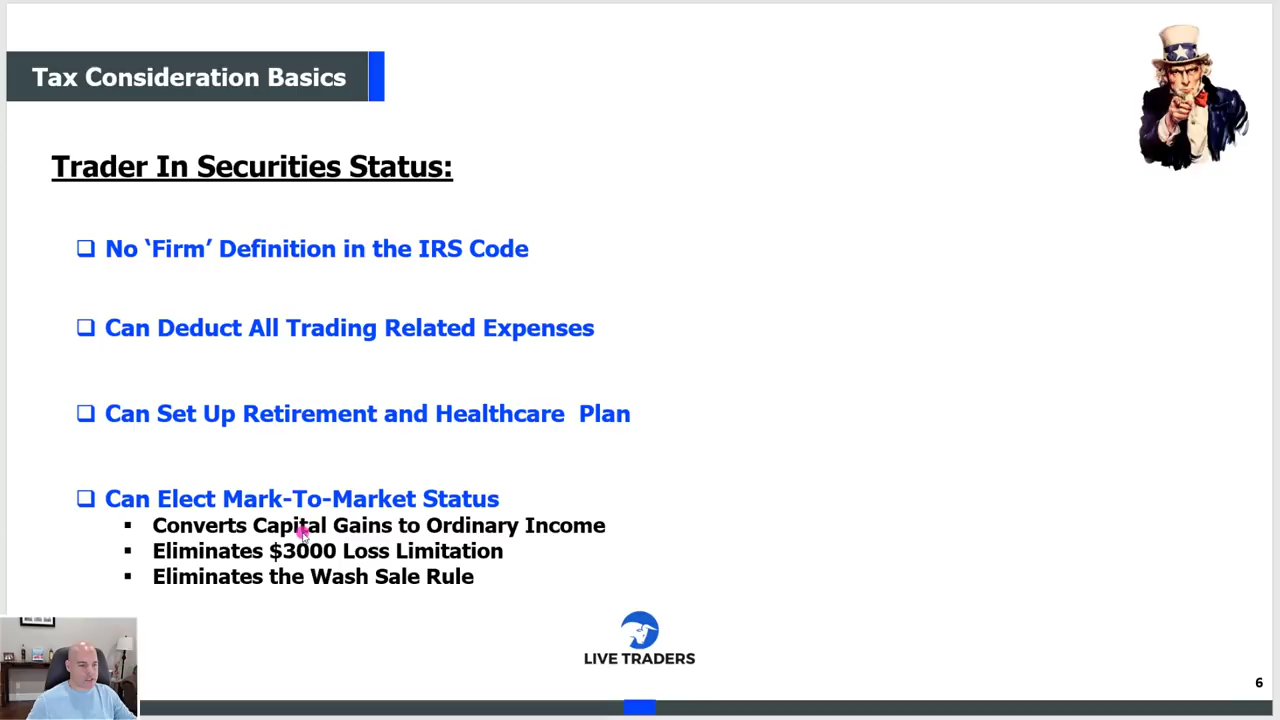 Tax Consideration Basics
Trader In Securities Status:
No ‘Firm’ Definition in the IRS Code
Can Deduct All Trading Related Expenses
Can Set Up Retirement and Healthcare  Plan
Can Elect Mark-To-Market Status
Converts Capital Gains to Ordinary Income
Eliminates $3000 Loss Limitation
Eliminates the Wash Sale Rule
LIVE TRADERS
6